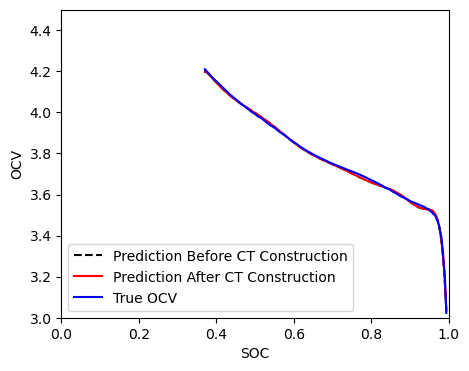 4.4
4.2
4.0
3.8
3.6
3.4
3.2
3.0
OCV
Prediction Before CT Construction
Prediction After CT Construction
True OCV
0.0 0.2 0.4 0.6 0.8 1.0
SOC